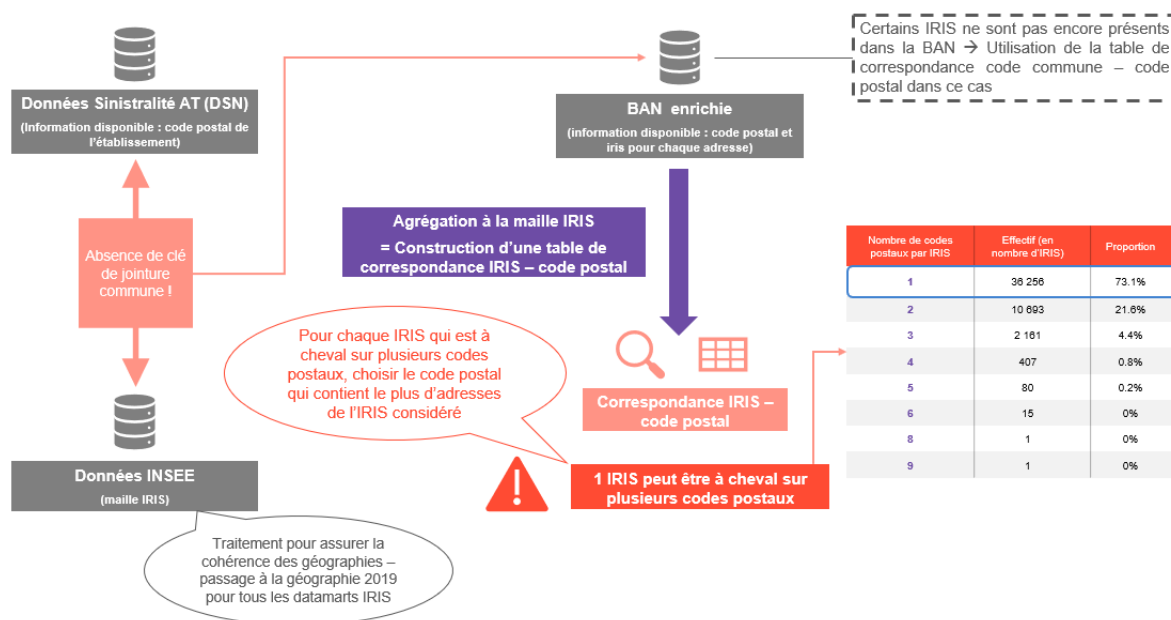 Certains IRIS ne sont pas encore présents
dans la BAN → Utilisation de la table de
correspondance code commune – code
postal dans ce cas
Données Sinistralité AT (DSN)
(Information disponible : code postal de
l'établissement)
BAN enrichie
(information disponible : code postal et
iris pour chaque adresse)
Absence de clé
de jointure
commune !
Agrégation à la maille IRIS
= Construction d'une table de
correspondance IRIS – code postal
Nombre de codes
postaux par IRIS
Effectif (en
nombre d'IRIS)
Proportion
1 36 256 73.1%
2 10 693 21.6%
3 2 161 4.4%
4 407 0.8%
5 80 0.2%
6 15 0%
8 1 0%
9 1 0%
Pour chaque IRIS qui est à
cheval sur plusieurs codes
postaux, choisir le code postal
qui contient le plus d'adresses
de l'IRIS considéré
Correspondance IRIS –
code postal
1 IRIS peut être à cheval sur
plusieurs codes postaux
Données INSEE
(maille IRIS)
Traitement pour assurer la
cohérence des géographies –
passage à la géographie 2019
pour tous les datamarts IRIS